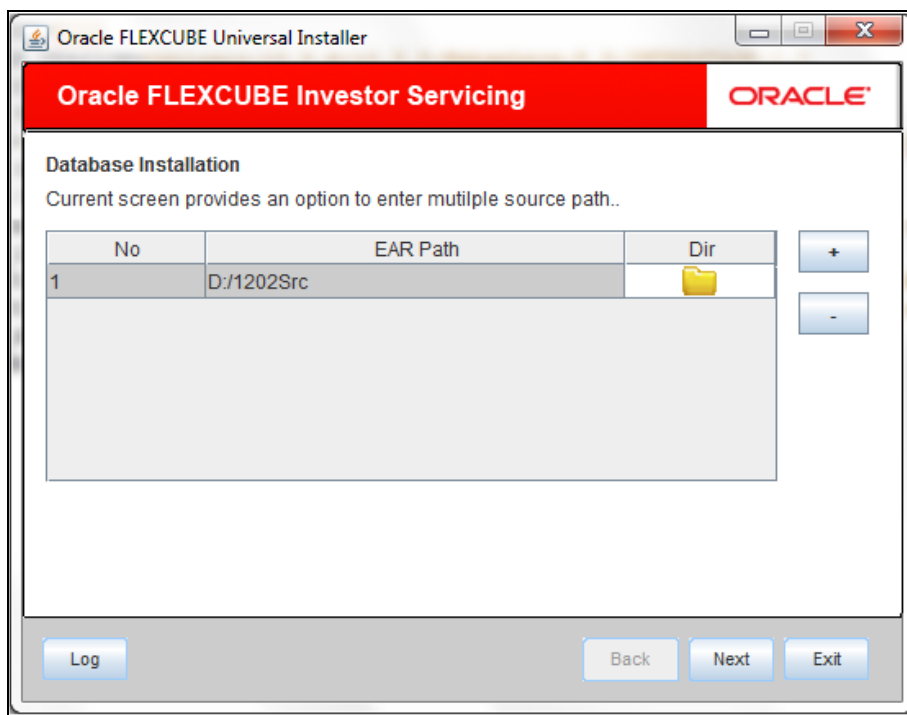 Oracle FLEXCUBE Universal Installer
Oracle FLEXCUBE Investor Servicing
ORACLE
Database Installation
Current screen provides an option to enter mutilple source path..
No EAR Path Dir
1 D:/1202Src
+
-
Log Back Next Exit